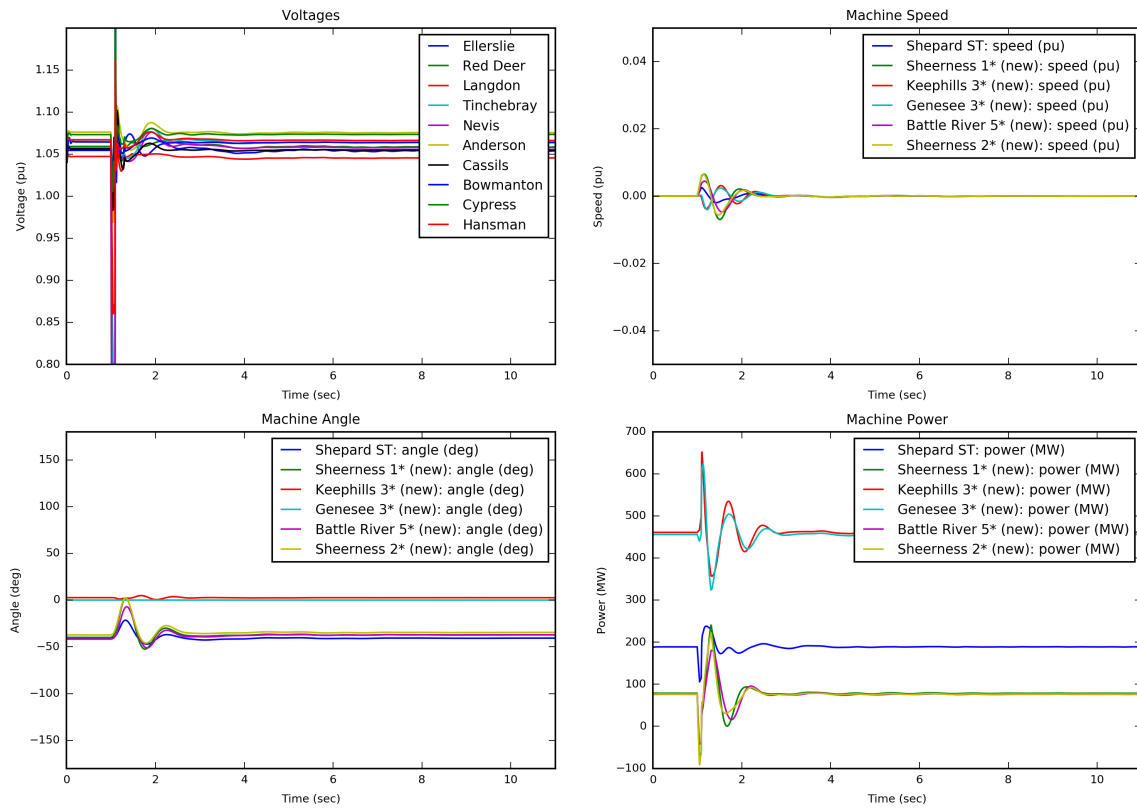 Voltages
1.15
1.10
1.05
1.00
0.95
0.90
0.85
0.80
Voltage (pu)
0 2 4 6 8 10
Time (sec)
Ellerslie
Red Deer
Langdon
Tinchebray
Nevis
Anderson
Cassils
Bowmanton
Cypress
Hansman
Machine Speed
0.04
0.02
0.00
−0.02
−0.04
Speed (pu)
0 2 4 6 8 10
Time (sec)
Shepard ST: speed (pu)
Sheerness 1* (new): speed (pu)
Keephills 3* (new): speed (pu)
Genesee 3* (new): speed (pu)
Battle River 5* (new): speed (pu)
Sheerness 2* (new): speed (pu)
Machine Angle
150
100
50
0
−50
−100
−150
Angle (deg)
0 2 4 6 8 10
Time (sec)
Shepard ST: angle (deg)
Sheerness 1* (new): angle (deg)
Keephills 3* (new): angle (deg)
Genesee 3* (new): angle (deg)
Battle River 5* (new): angle (deg)
Sheerness 2* (new): angle (deg)
Machine Power
700
600
500
400
300
200
100
0
−100
Power (MW)
0 2 4 6 8 10
Time (sec)
Shepard ST: power (MW)
Sheerness 1* (new): power (MW)
Keephills 3* (new): power (MW)
Genesee 3* (new): power (MW)
Battle River 5* (new): power (MW)
Sheerness 2* (new): power (MW)